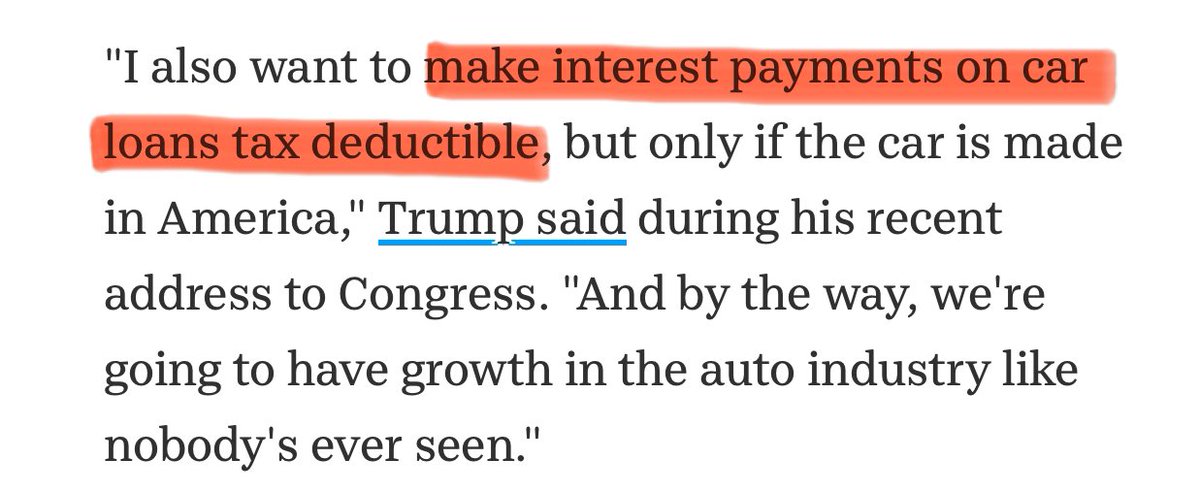 "I also want to make interest payments on car
loans tax deductible, but only if the car is made
in America," Trump said during his recent
address to Congress. "And by the way, we're
going to have growth in the auto industry like
nobody's ever seen."